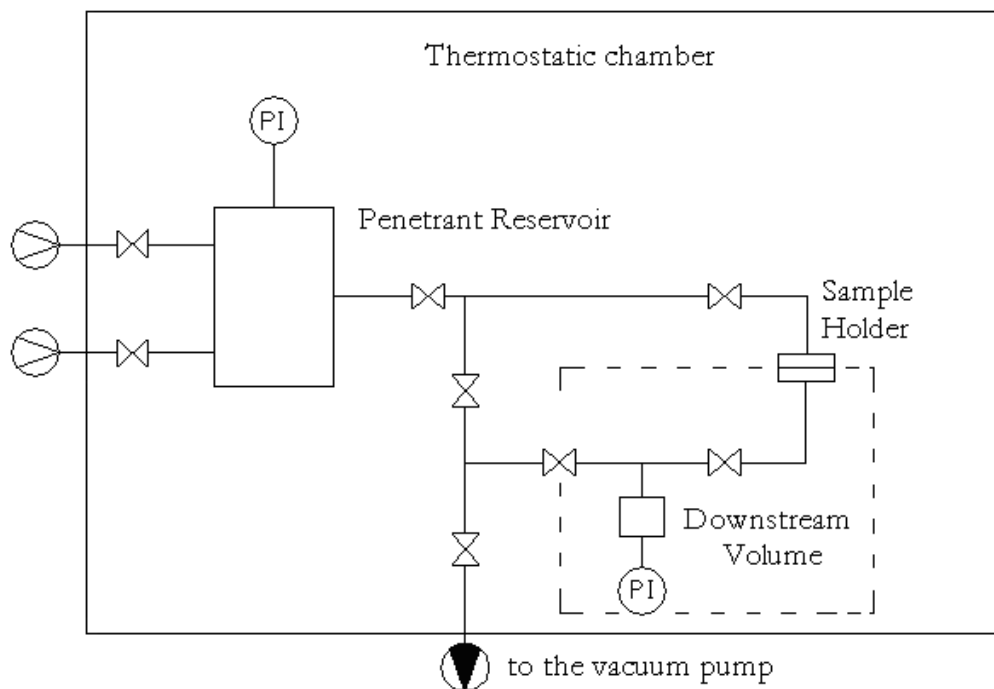 Thermostatic chamber
PI
Penetrant Reservoir
Sample
Holder
Downstream
Volume
PI
to the vacuum pump